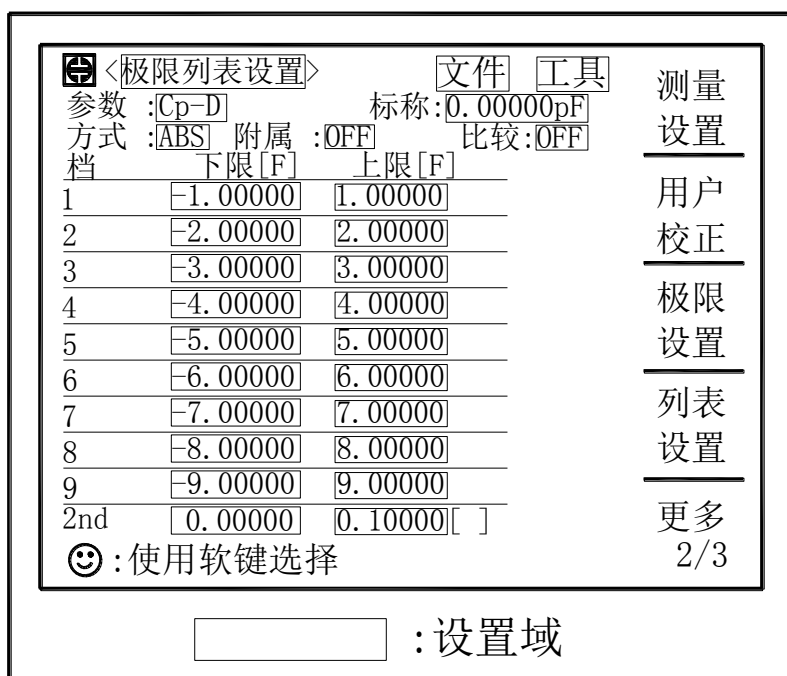 <极限列表设置> 文件 工具
参数 :Cp-D 标称:0.00000pF
方式 :ABS 附属 :OFF 比较:OFF
档 下限[F] 上限[F]
1 -1.00000 1.00000
2 -2.00000 2.00000
3 -3.00000 3.00000
4 -4.00000 4.00000
5 -5.00000 5.00000
6 -6.00000 6.00000
7 -7.00000 7.00000
8 -8.00000 8.00000
9 -9.00000 9.00000
2nd 0.00000 0.10000[ ]
:使用软键选择
测量
设置
用户
校正
极限
设置
列表
设置
更多
2/3
:设置域